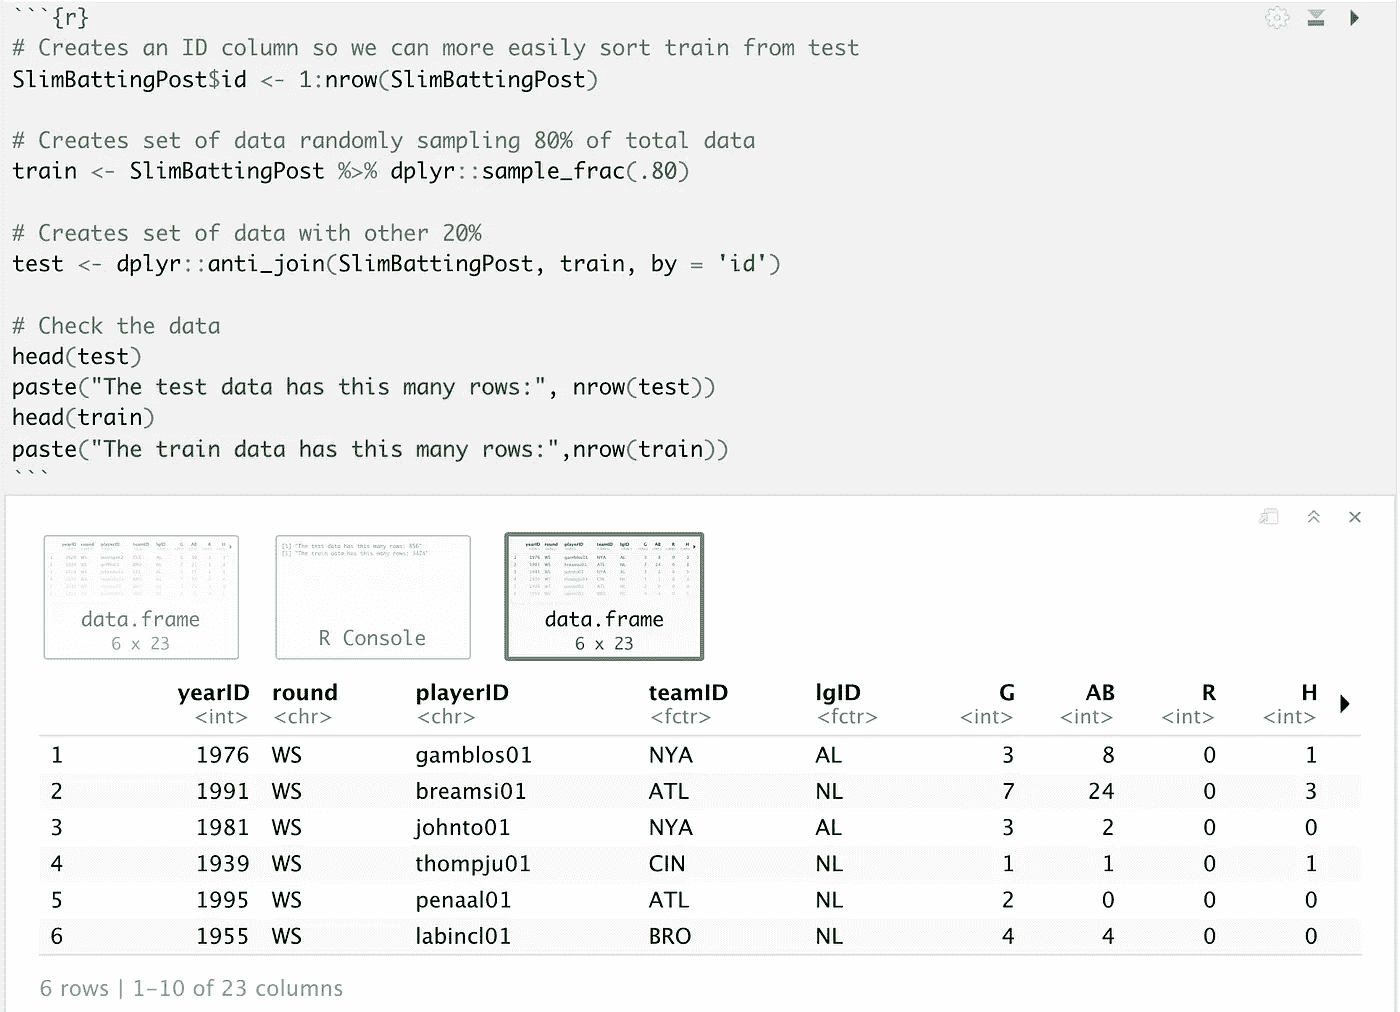 ```{r}
# Creates an ID column so we can more easily sort train from test
SlimBattingPost$id <- 1:nrow(SlimBattingPost)
# Creates set of data randomly sampling 80% of total data
train <- SlimBattingPost %>% dplyr::sample_frac(.80)
# Creates set of data with other 20%
test <- dplyr::anti_join(SlimBattingPost, train, by = 'id')
# Check the data
head(test)
paste("The test data has this many rows:", nrow(test))
head(train)
paste("The train data has this many rows:",nrow(train))
```
data.frame
6 x 23
R Console
data.frame
6 x 23
yearID round playerID teamID lgID G AB R H
<int> <chr> <chr> <fctr> <fctr> <int> <int> <int> <int>
1 1976 WS gamblos01 NYA AL 3 8 0 1
2 1991 WS breamsi01 ATL NL 7 24 0 3
3 1981 WS johnto01 NYA AL 3 2 0 0
4 1939 WS thompju01 CIN NL 1 1 0 1
5 1995 WS penaal01 ATL NL 2 0 0 0
6 1955 WS labincl01 BRO NL 4 4 0 0
6 rows | 1-10 of 23 columns